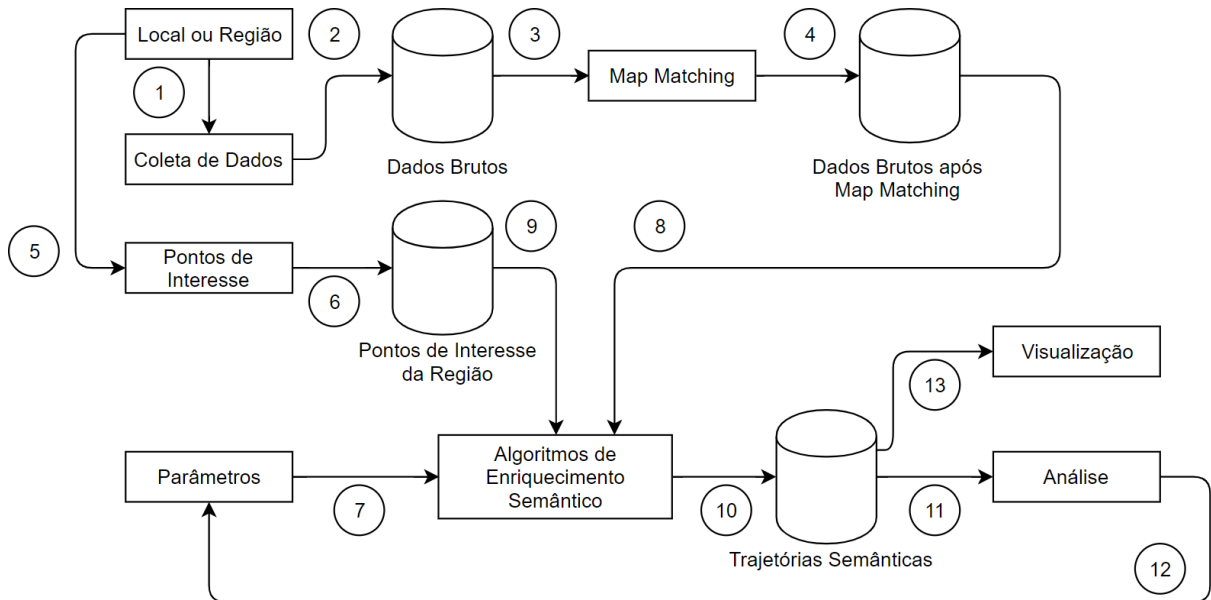 Local ou Região
2
3
4
1
Map Matching
Coleta de Dados
Dados Brutos
Dados Brutos após
Map Matching
5
Pontos de
Interesse
6
9
8
Pontos de Interesse
da Região
Visualização
13
Parâmetros
7
Algoritmos de
Enriquecimento
Semântico
10
11
Análise
Trajetórias Semânticas
12